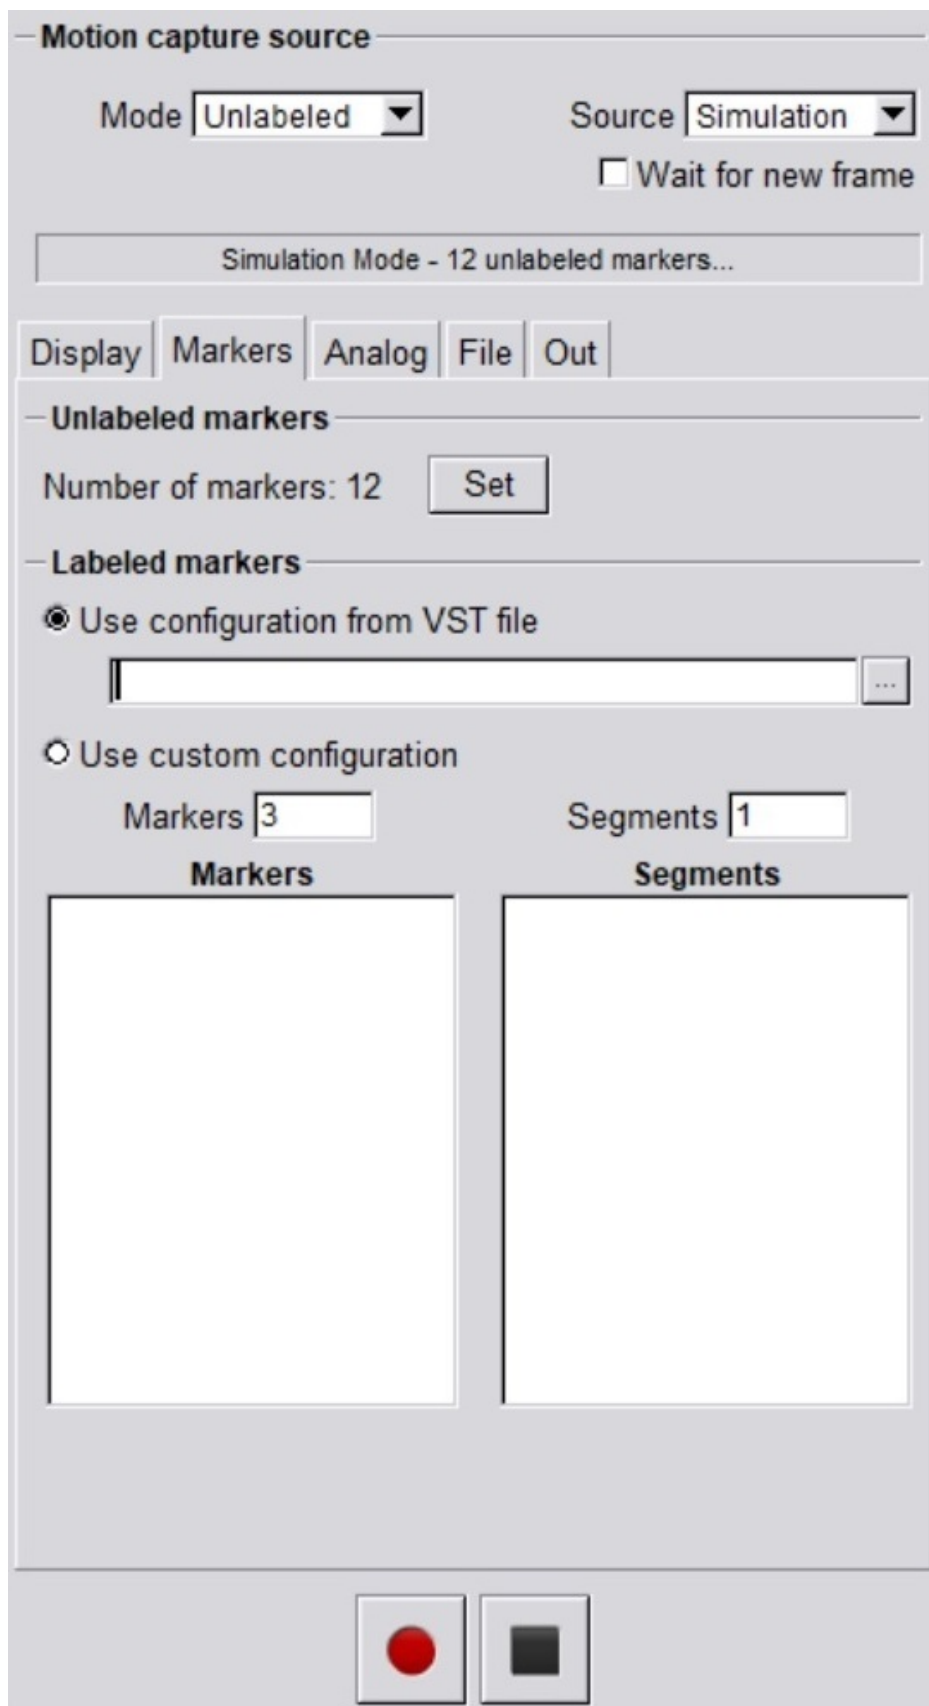 Motion capture source
Mode Unlabeled Source Simulation
Wait for new frame
Simulation Mode - 12 unlabeled markers...
Display Markers Analog File Out
Unlabeled markers
Number of markers: 12 Set
Labeled markers
Use configuration from VST file
...
Use custom configuration
Markers 3 Segments 1
Markers Segments